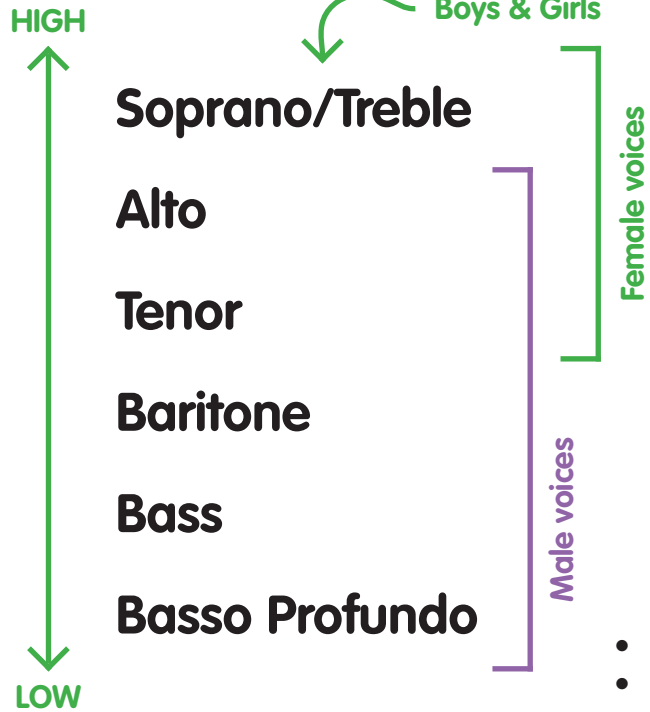 Boys & Girls
HIGH
Soprano/Treble
Alto
Tenor
Baritone
Bass
Basso Profundo
LOW
Female voices
Male voices